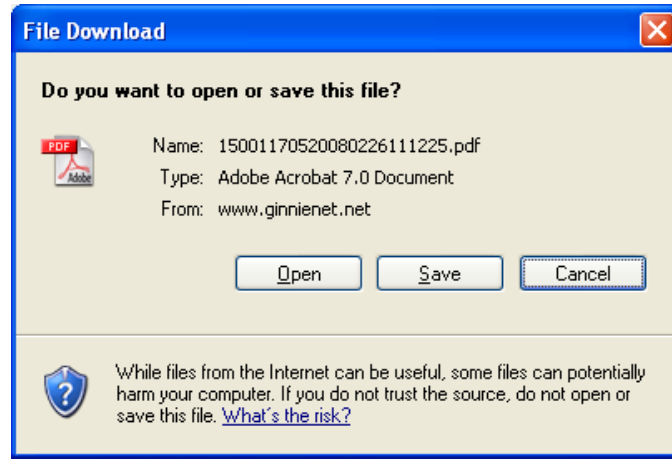 File Download
Do you want to open or save this file?
PDF
Adobe
Name: 15001170520080226111225.pdf
Type: Adobe Acrobat 7.0 Document
From: www.ginnienet.net
Open Save Cancel
While files from the Internet can be useful, some files can potentially
harm your computer. If you do not trust the source, do not open or
save this file. What's the risk?